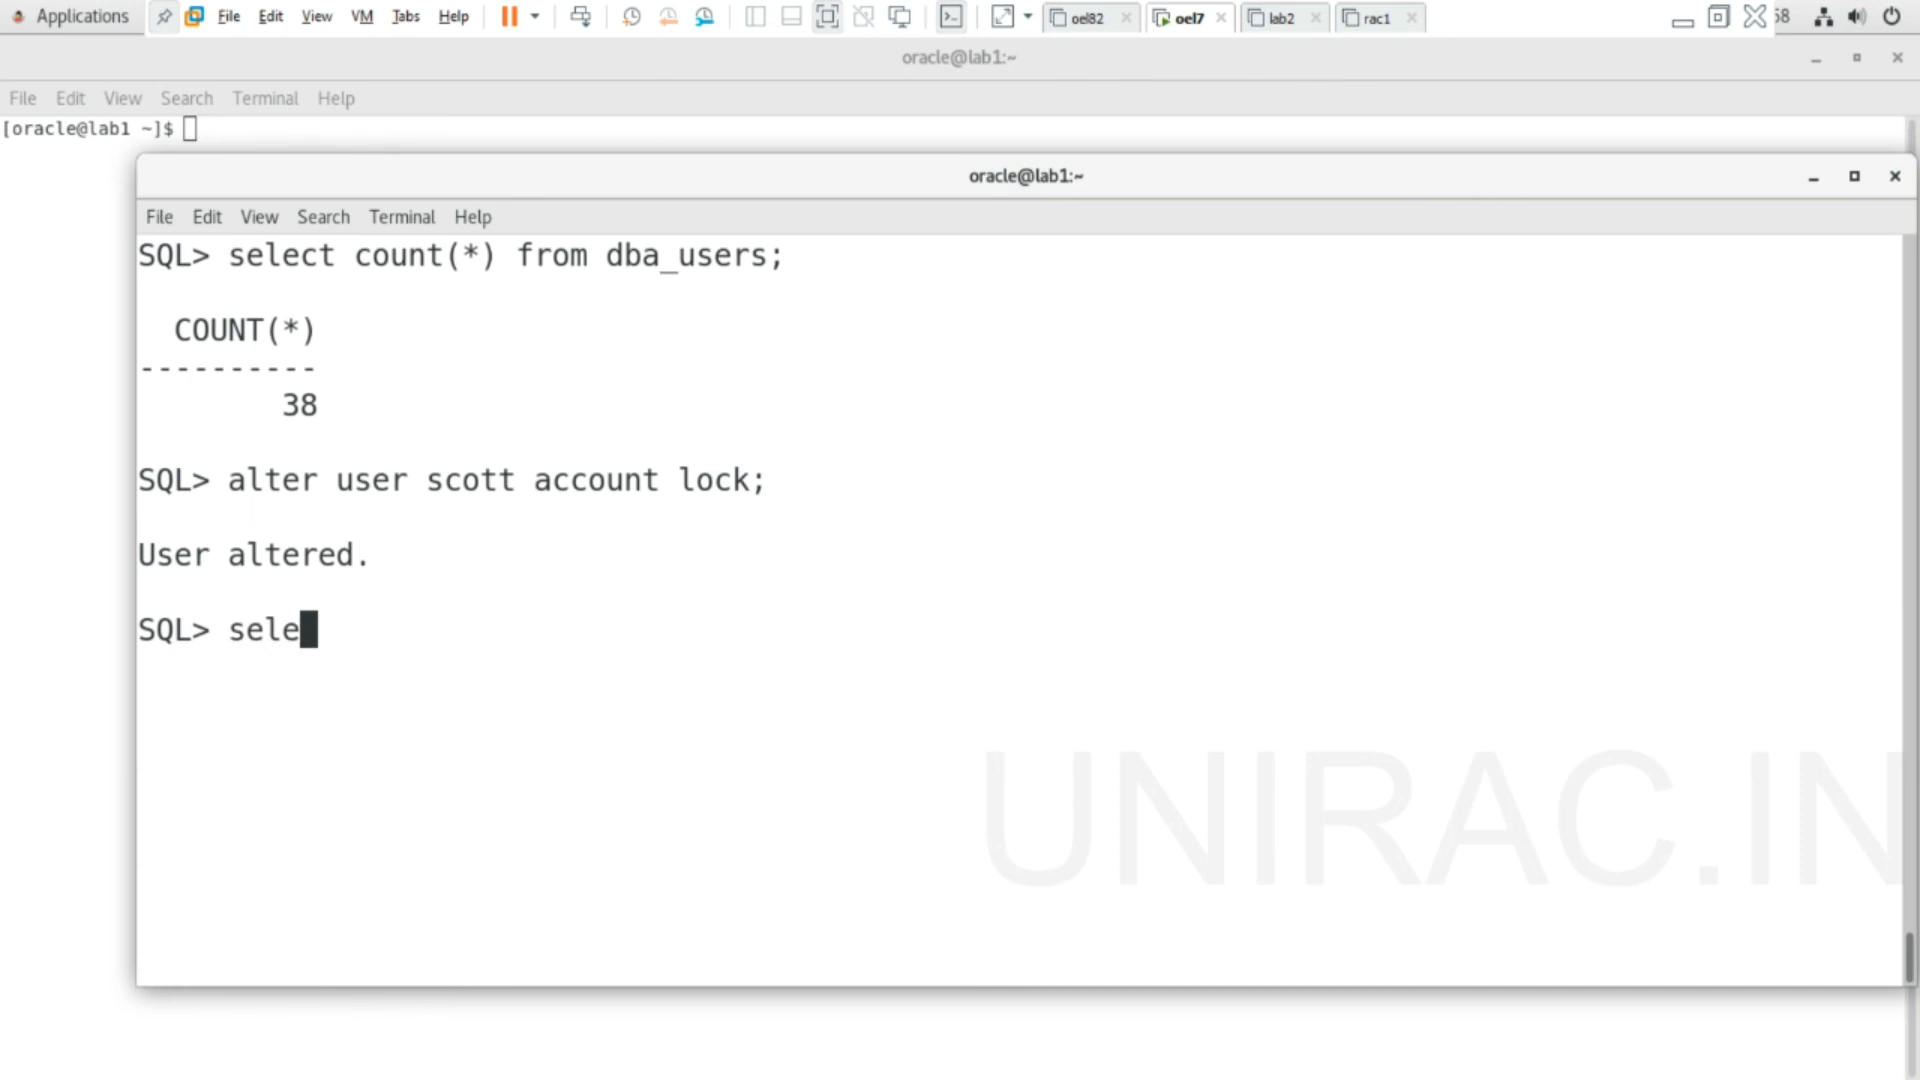 Applications File Edit View VM Tabs Help oel82 oel7 lab2 rac1 58
oracle@lab1:~
File Edit View Search Terminal Help
[oracle@lab1 ~]$
oracle@lab1:~
File Edit View Search Terminal Help
SQL> select count(*) from dba_users;
COUNT(*)
----------
38
SQL> alter user scott account lock;
User altered.
SQL> sele
UNIRAC.IN